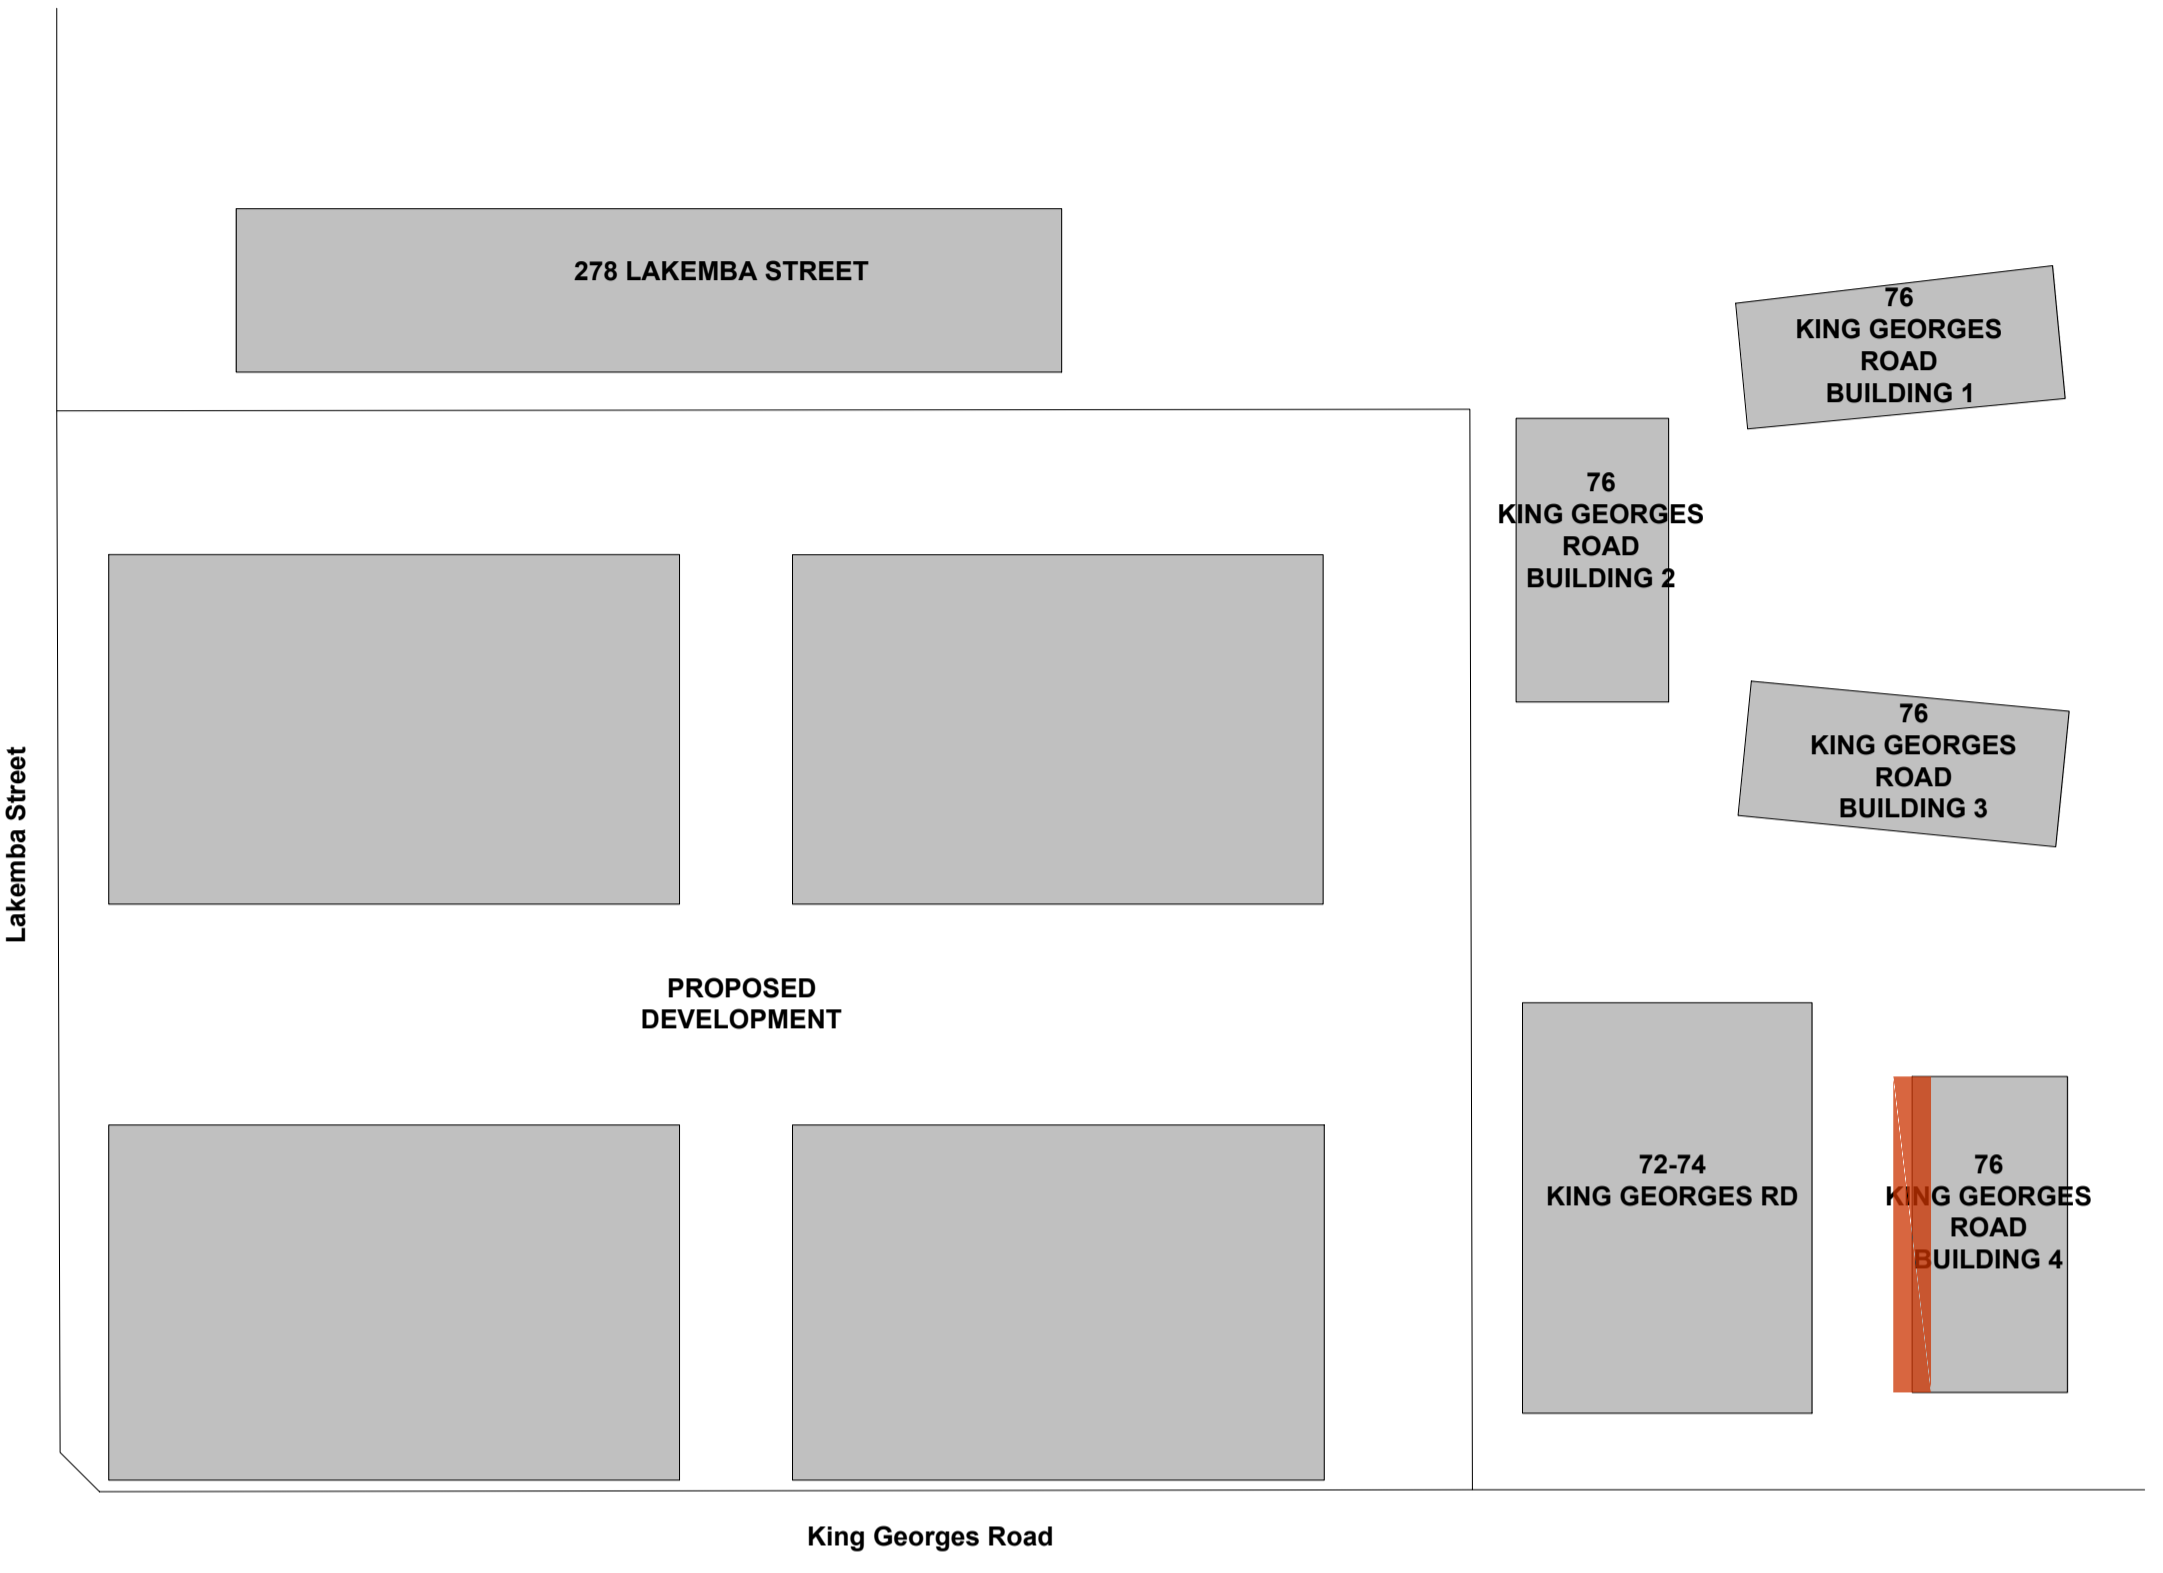 278 LAKEMBA STREET
76
KING GEORGES
ROAD
BUILDING 1
76
KING GEORGES
ROAD
BUILDING 2
76
KING GEORGES
ROAD
BUILDING 3
Lakemba Street
PROPOSED
DEVELOPMENT
72-74
KING GEORGES RD
76
KING GEORGES
ROAD
BUILDING 4
King Georges Road